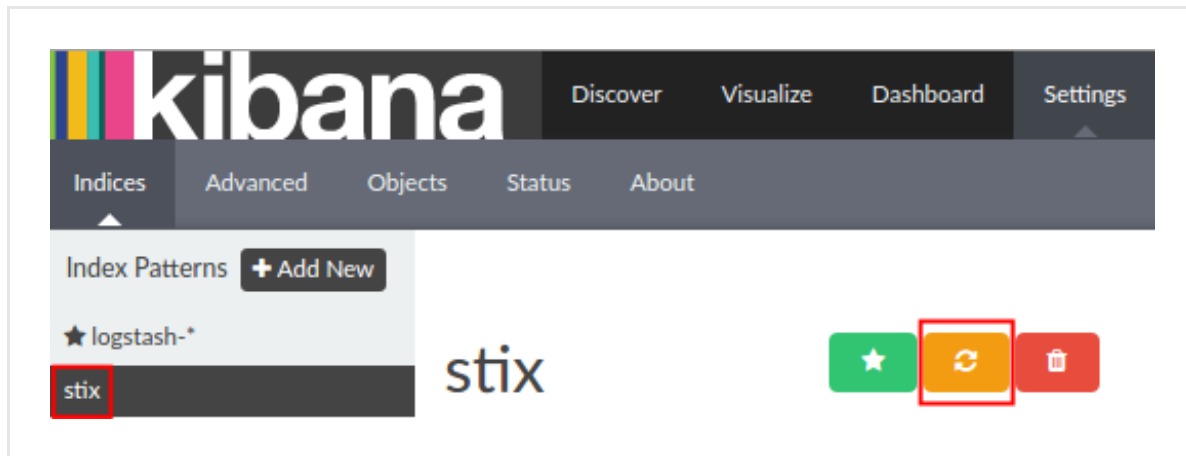 kibana Discover Visualize Dashboard Settings
Indices Advanced Objects Status About
Index Patterns + Add New
★ logstash-*
stix
stix